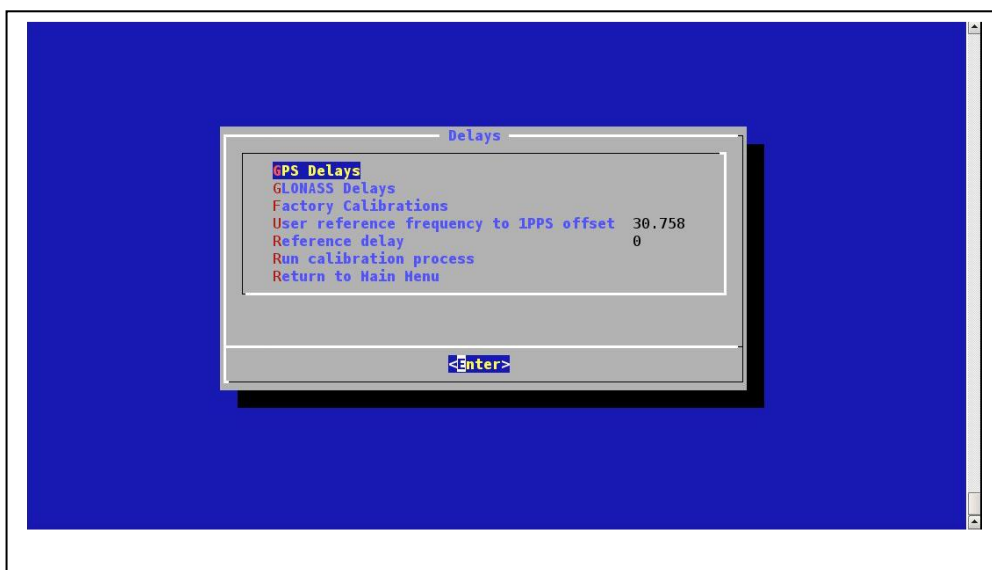 Delays
GPS Delays
GLONASS Delays
Factory Calibrations
User reference frequency to 1PPS offset 30.758
Reference delay 0
Run calibration process
Return to Main Menu
<Enter>